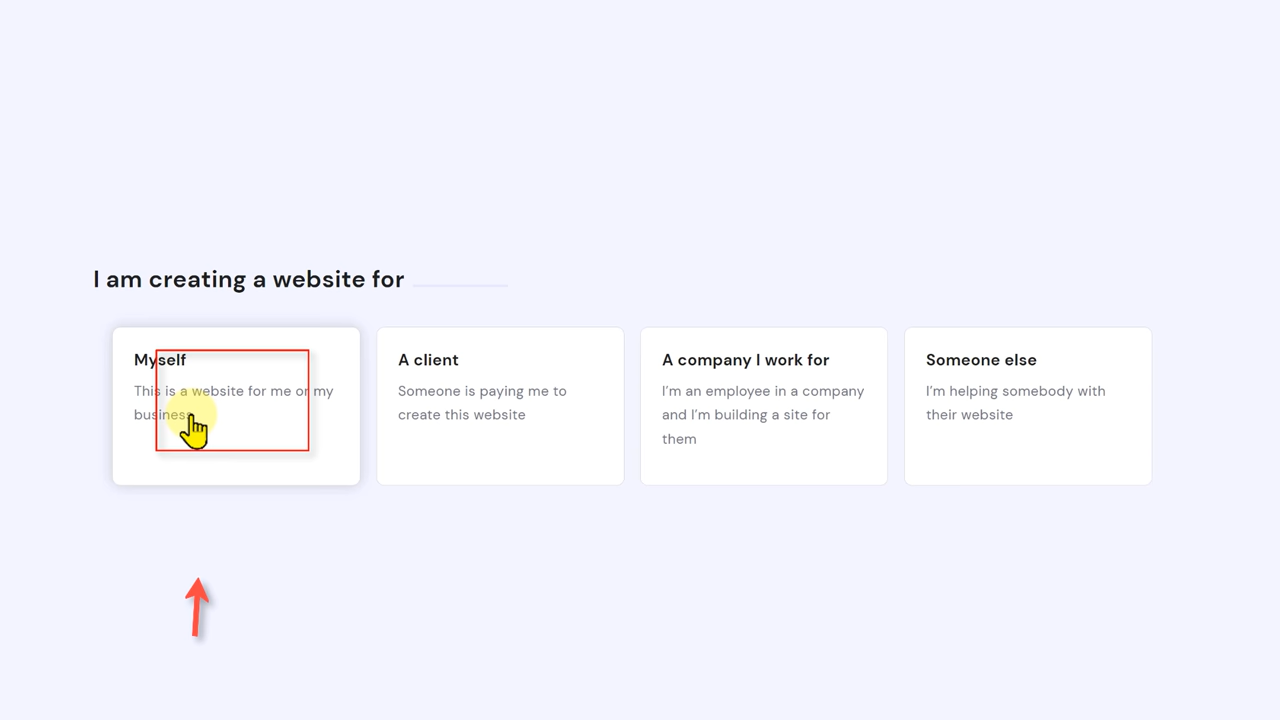 I am creating a website for
Myself
This is a website for me or my
business
A client
Someone is paying me to
create this website
A company I work for
I'm an employee in a company
and I'm building a site for
them
Someone else
I'm helping somebody with
their website